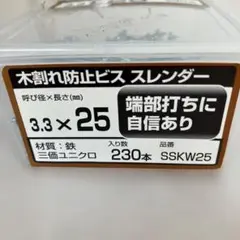 木割れ防止ビス スレンダー
呼び径×長さ(㎜)
3.3×25
端部打ちに
自信あり
材質：鉄
三価ユニクロ
入り数
230本
品番
SSKW25